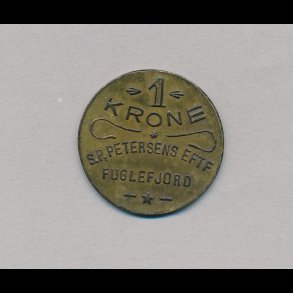 1
KRONE
S.P. PETERSENS EFTF
FUGLEFJORD